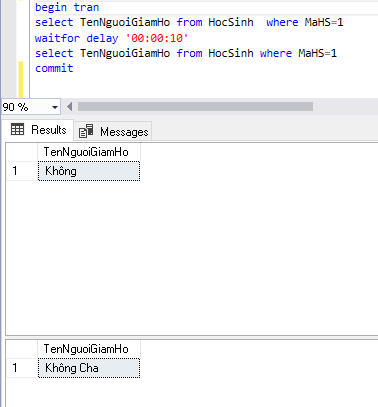 begin tran
select TenNguoiGiamHo from HocSinh  where MaHS=1
waitfor delay '00:00:10'
select TenNguoiGiamHo from HocSinh where MaHS=1
commit
90 %
Results Messages
TenNguoiGiamHo
1 Không
TenNguoiGiamHo
1 Không Cha